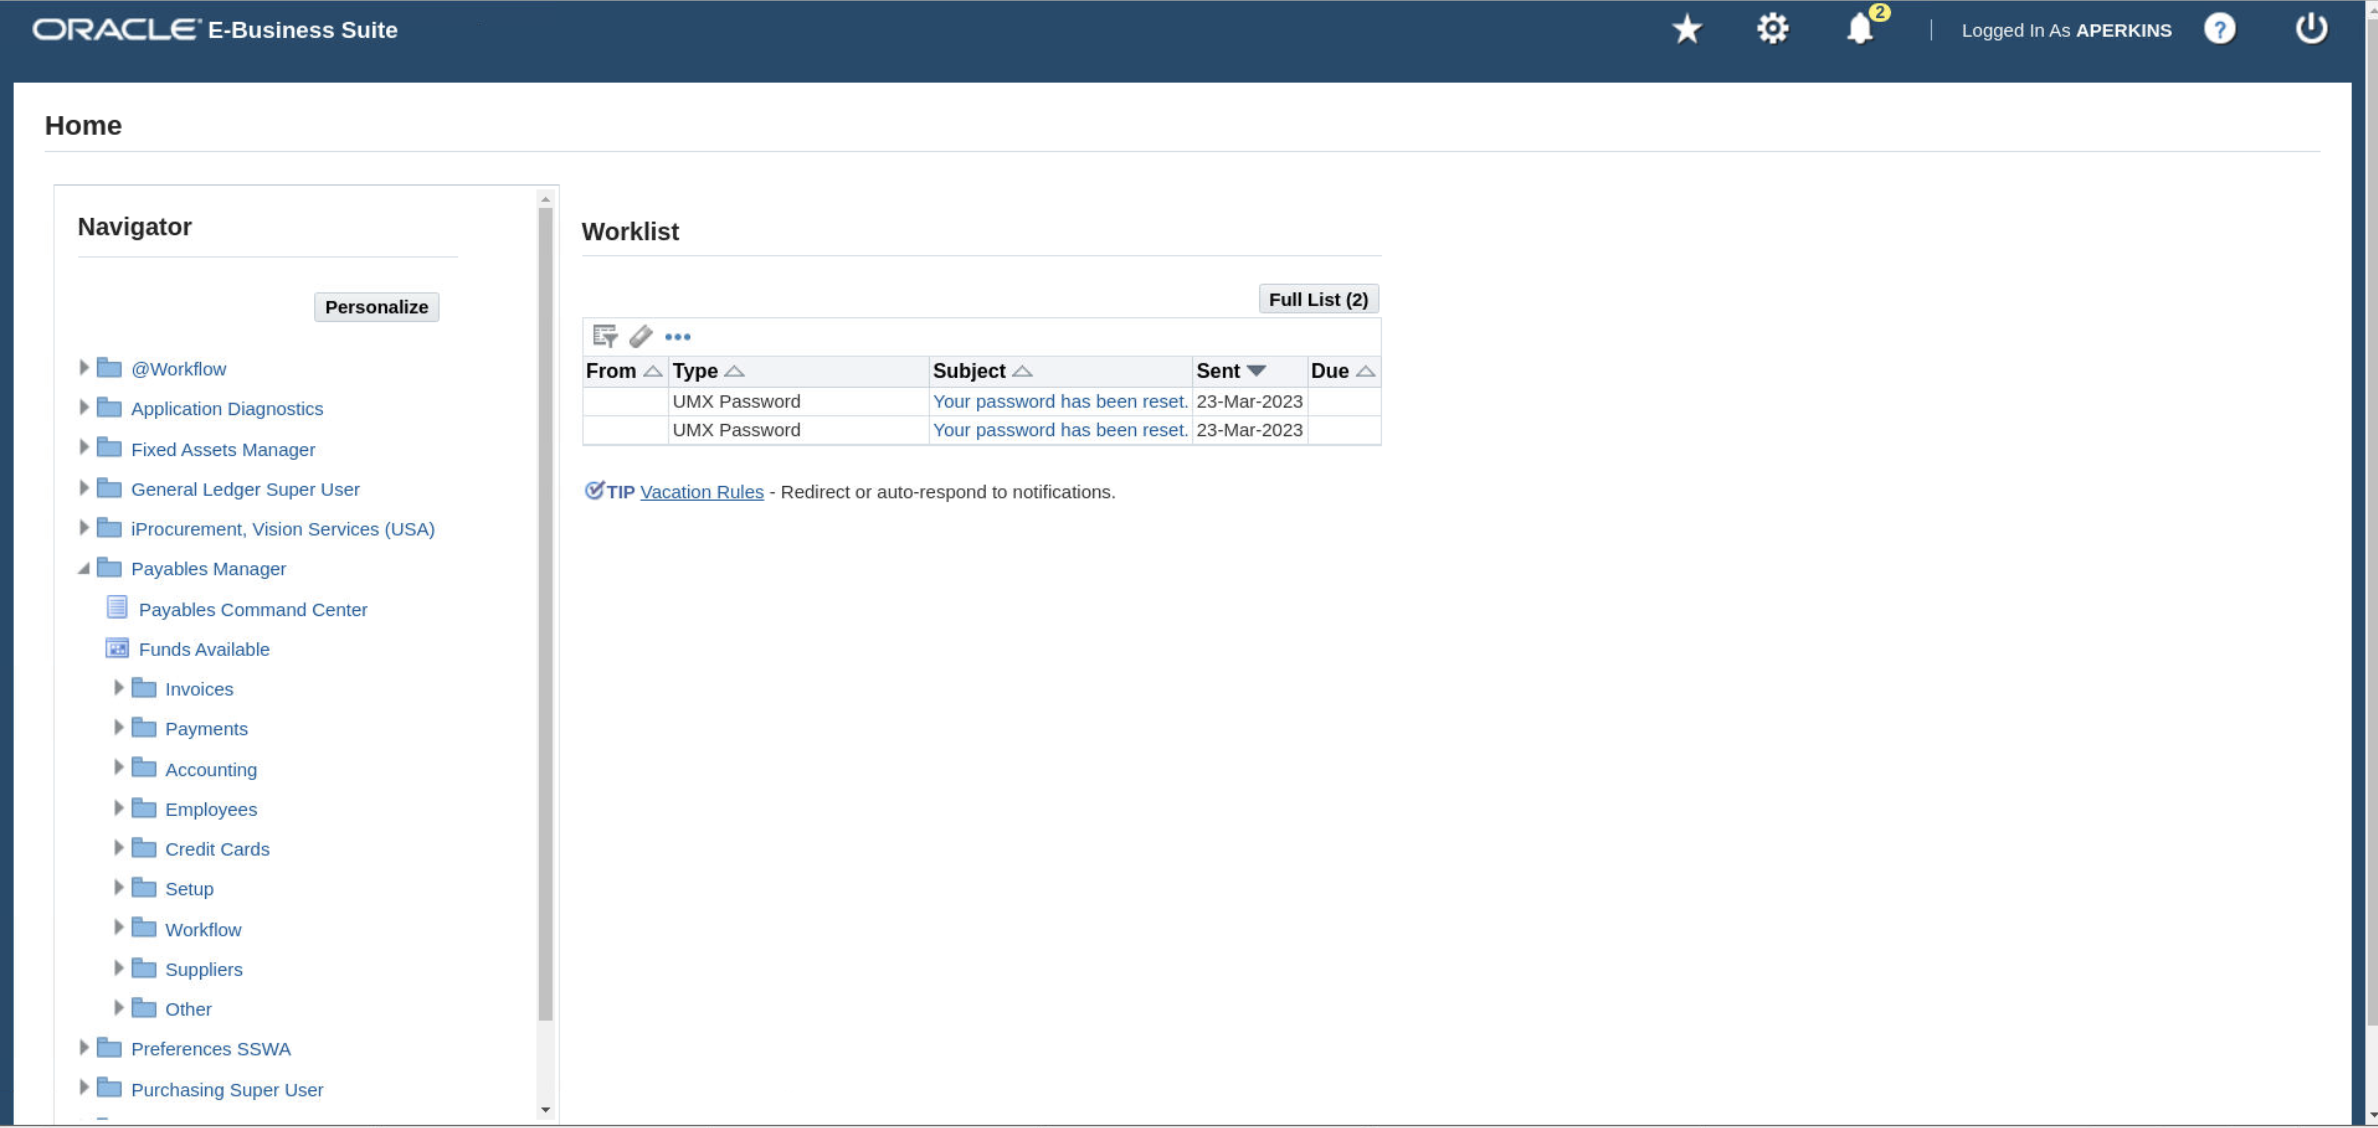 ORACLE E-Business Suite
2
Logged In As APERKINS
?
Home
Navigator
Personalize
@Workflow
Application Diagnostics
Fixed Assets Manager
General Ledger Super User
iProcurement, Vision Services (USA)
Payables Manager
Payables Command Center
Funds Available
Invoices
Payments
Accounting
Employees
Credit Cards
Setup
Workflow
Suppliers
Other
Preferences SSWA
Purchasing Super User
Worklist
Full List (2)
From Type Subject Sent Due
UMX Password Your password has been reset. 23-Mar-2023
UMX Password Your password has been reset. 23-Mar-2023
TIP Vacation Rules - Redirect or auto-respond to notifications.